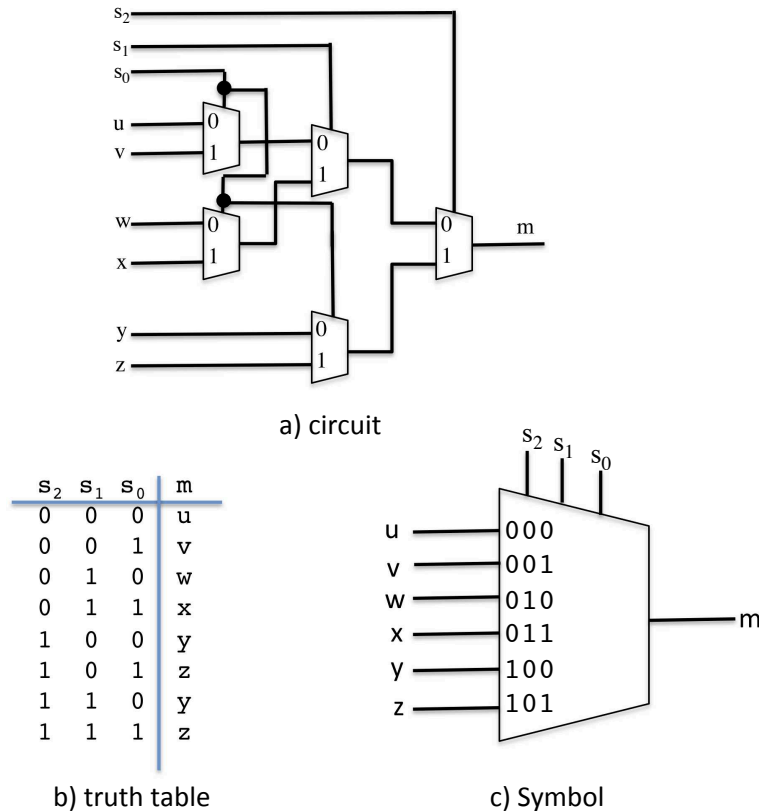 s₂
s₁
s₀
u 0
v 1
0
1
w 0
x 1
0 m
1
y 0
z 1
a) circuit
s₂ s₁ s₀ m
0 0 0 u
0 0 1 v
0 1 0 w
0 1 1 x
1 0 0 y
1 0 1 z
1 1 0 y
1 1 1 z
b) truth table
s₂ s₁ s₀
u 000
v 001
w 010
x 011 m
y 100
z 101
c) Symbol